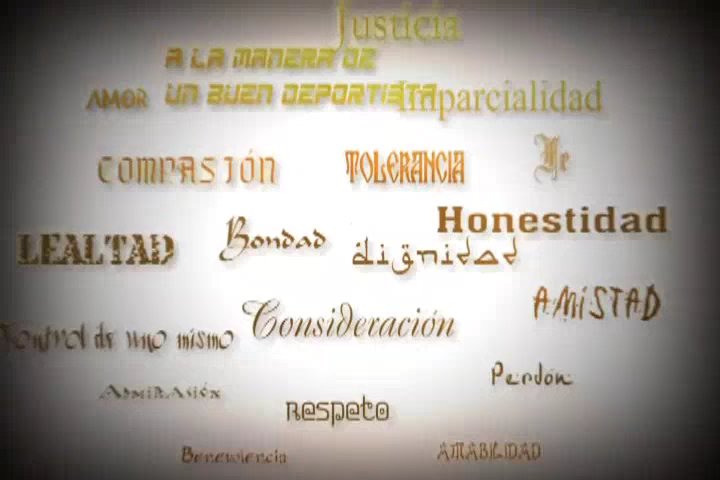 Justicia
A LA MANERA DE
UN BUEN DEPORTISTA
AMOR
Imparcialidad
COMPASIÓN
TOLERANCIA
Fe
Honestidad
LEALTAD
Bondad
dignidad
AMISTAD
Consideración
Control de uno mismo
Perdón
Admiración
Respeto
Benevolencia
AMABILIDAD